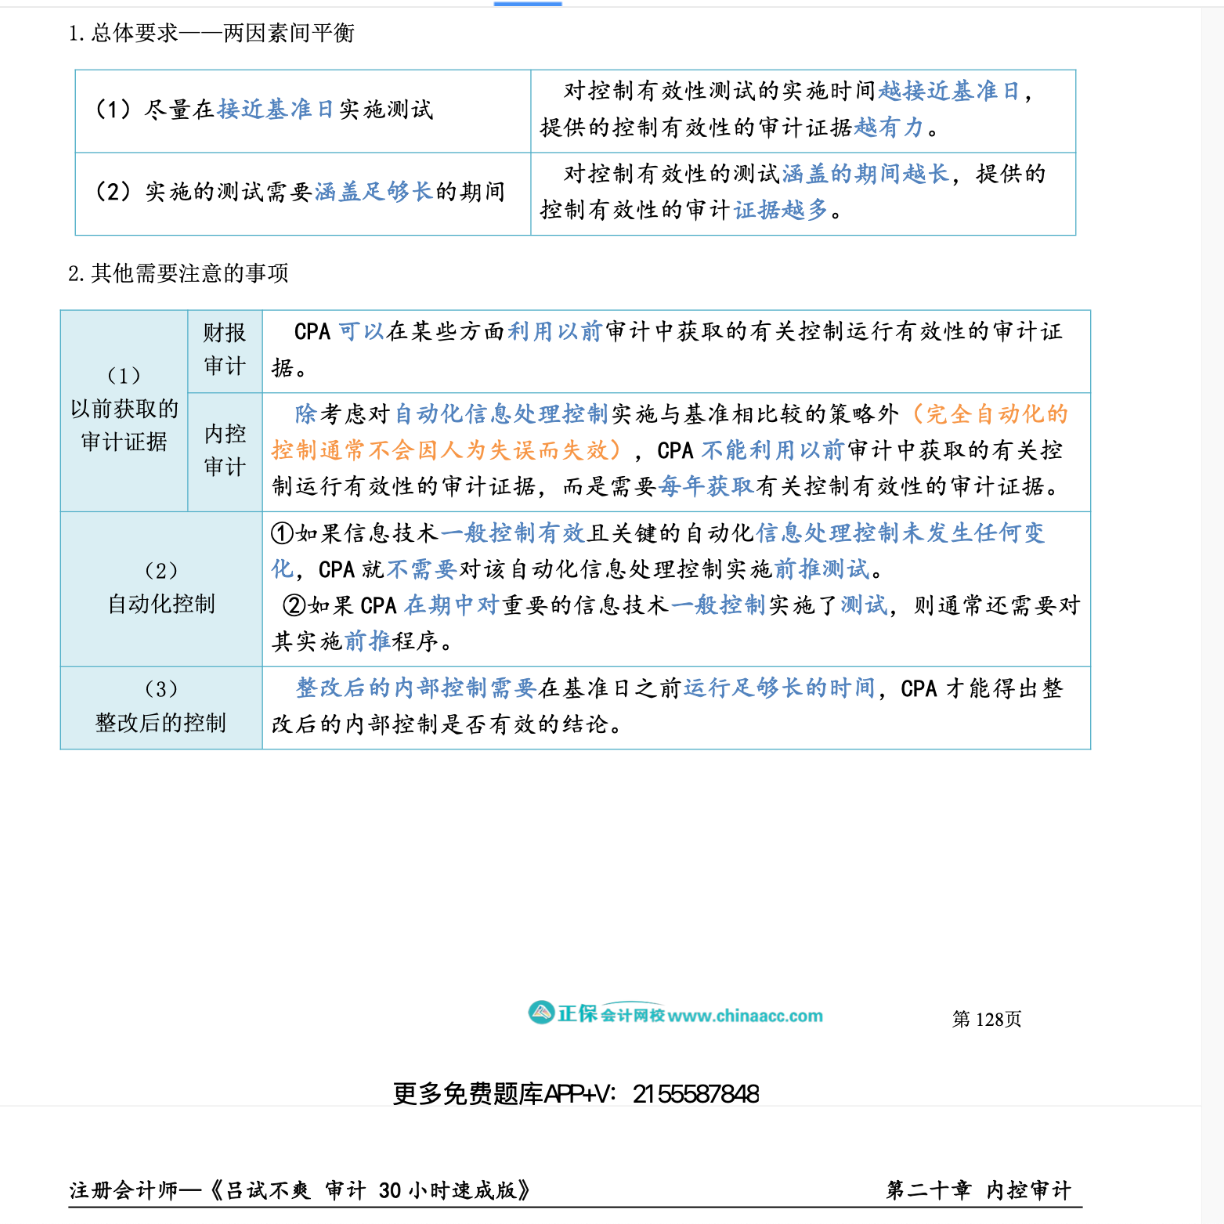 1. 总体要求——两因素间平衡
（1）尽量在接近基准日实施测试
对控制有效性测试的实施时间越接近基准日，
提供的控制有效性的审计证据越有力。
（2）实施的测试需要涵盖足够长的期间
对控制有效性的测试涵盖的期间越长，提供的
控制有效性的审计证据越多。
2. 其他需要注意的事项
（1）
以前获取的
审计证据
财报
审计
CPA 可以在某些方面利用以前审计中获取的有关控制运行有效性的审计证
据。
内控
审计
除考虑对自动化信息处理控制实施与基准相比较的策略外（完全自动化的
控制通常不会因人为失误而失效），CPA 不能利用以前审计中获取的有关控
制运行有效性的审计证据，而是需要每年获取有关控制有效性的审计证据。
（2）
自动化控制
①如果信息技术一般控制有效且关键的自动化信息处理控制未发生任何变
化，CPA 就不需要对该自动化信息处理控制实施前推测试。
②如果 CPA 在期中对重要的信息技术一般控制实施了测试，则通常还需要对
其实施前推程序。
（3）
整改后的控制
整改后的内部控制需要在基准日之前运行足够长的时间，CPA 才能得出整
改后的内部控制是否有效的结论。
正保会计网校 www.chinaacc.com
第 128页
更多免费题库APP+V：2155587848
注册会计师—《吕试不爽 审计 30 小时速成版》
第二十章 内控审计